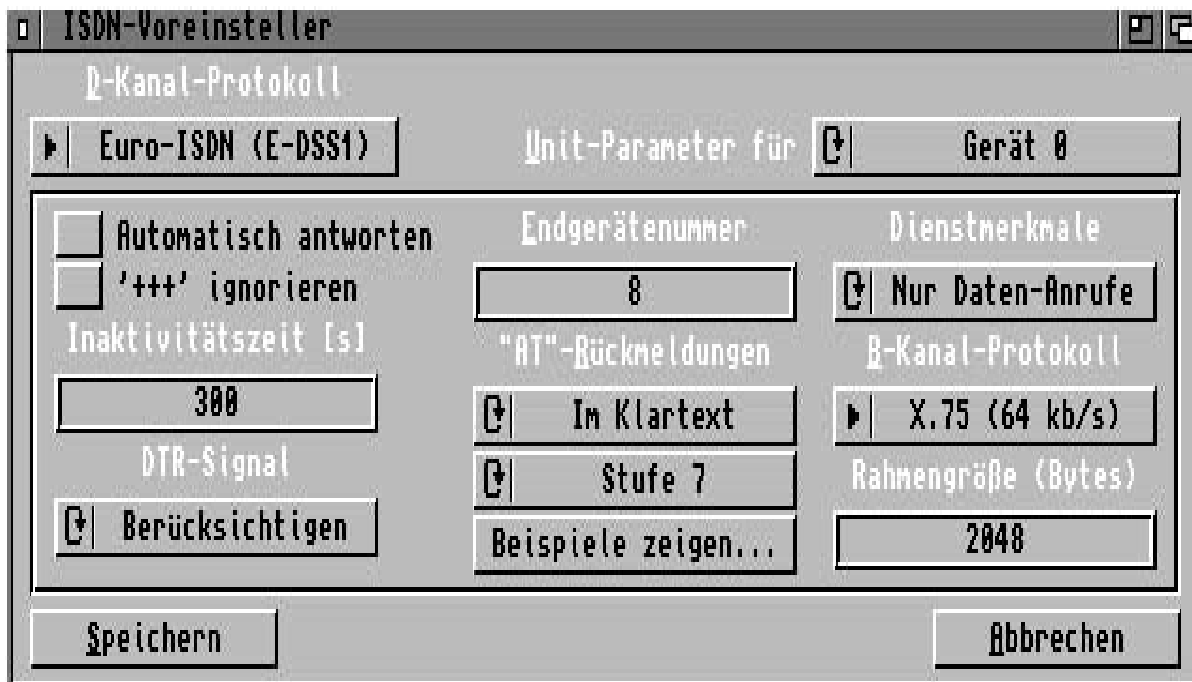 ISDN-Voreinsteller
D-Kanal-Protokoll
Euro-ISDN (E-DSS1)
Unit-Parameter für
Gerät 0
Automatisch antworten
'+++' ignorieren
Inaktivitätszeit [s]
300
DTR-Signal
Berücksichtigen
Endgerätenummer
8
"AT"-Rückmeldungen
Im Klartext
Stufe 7
Beispiele zeigen...
Dienstmerkmale
Nur Daten-Anrufe
B-Kanal-Protokoll
X.75 (64 kb/s)
Rahmengröße (Bytes)
2048
Speichern
Abbrechen